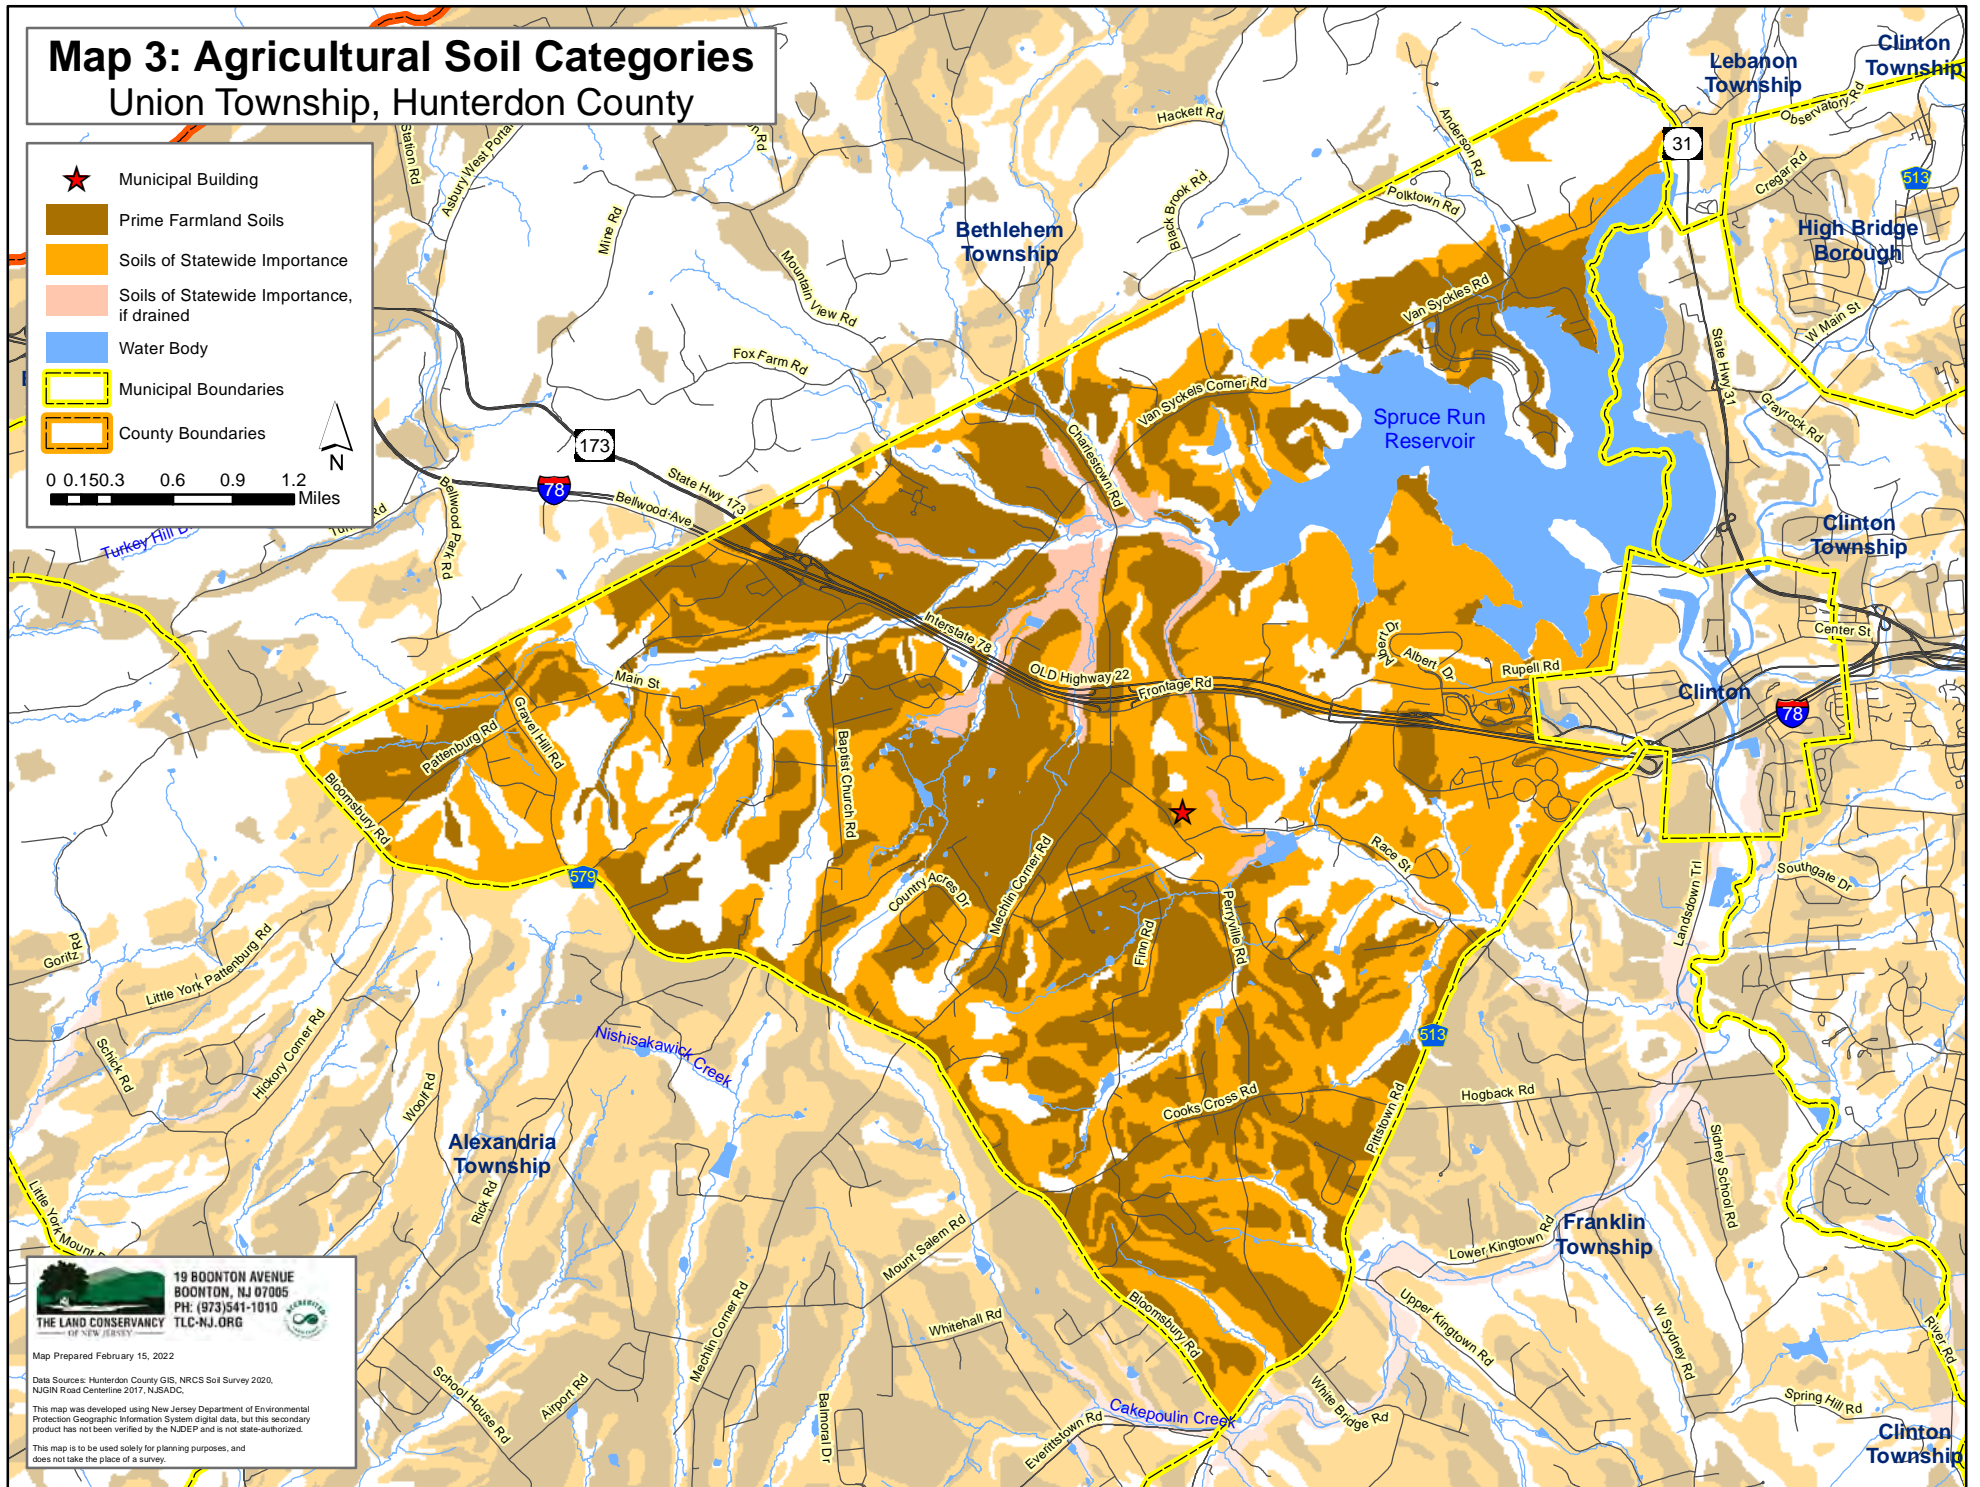 Map 3: Agricultural Soil Categories
Union Township, Hunterdon County
Municipal Building
Prime Farmland Soils
Soils of Statewide Importance
Soils of Statewide Importance,
if drained
Water Body
Municipal Boundaries
County Boundaries
N
0 0.15 0.3 0.6 0.9 1.2
Miles
Station Rd
Asbury West Portal
Rd
Hackett Rd
Anderson Rd
Lebanon
Township
Clinton
Township
Observatory Rd
31
Cregar Rd
513
Polktown Rd
Black Brook Rd
Mine Rd
Bethlehem
Township
High Bridge
Borough
Mountain View Rd
Van Syckles Rd
W Main St
State Hwy 31
Fox Farm Rd
Van Syckels Corner Rd
Grayrock Rd
Spruce Run
Reservoir
Charlestown Rd
173
State Hwy 173
78
Bellwood Ave
Bellwood Park Rd
Rd
Turkey Hill
Clinton
Township
Center St
Interstate 78
Albert Dr
Albert Dr
Rupell Rd
OLD Highway 22
Frontage Rd
Clinton
78
Main St
Gravel Hill Rd
Pattenburg Rd
Baptist Church Rd
Bloomsbury Rd
579
Race St
Mechlin Corner Rd
Country Acres Dr
Perryville Rd
Finn Rd
Landsdown Trl
Southgate Dr
Goritz Rd
Little York Pattenburg Rd
Hickory Corner Rd
Schick Rd
Woolf Rd
Nishisakawick Creek
513
Cooks Cross Rd
Hogback Rd
Pittstown Rd
Sidney School Rd
Alexandria
Township
Rick Rd
Little York
Mount
Mount Salem Rd
Franklin
Township
Lower Kingtown Rd
Upper Kingtown Rd
W Sydney Rd
River Rd
Bloomsbury Rd
Whitehall Rd
Mechlin Corner Rd
School House Rd
Airport Rd
Balmoral Dr
Everittstown Rd
Cakepoulin Creek
White Bridge Rd
Spring Hill Rd
Clinton
Township
THE LAND CONSERVANCY
OF NEW JERSEY
19 BOONTON AVENUE
BOONTON, NJ 07005
PH: (973)541-1010
TLC-NJ.ORG
ACCREDITED
Map Prepared February 15, 2022
Data Sources: Hunterdon County GIS, NRCS Soil Survey 2020,
NJGIN Road Centerline 2017, NJSADC,
This map was developed using New Jersey Department of Environmental
Protection Geographic Information System digital data, but this secondary
product has not been verified by the NJDEP and is not state-authorized.
This map is to be used solely for planning purposes, and
does not take the place of a survey.